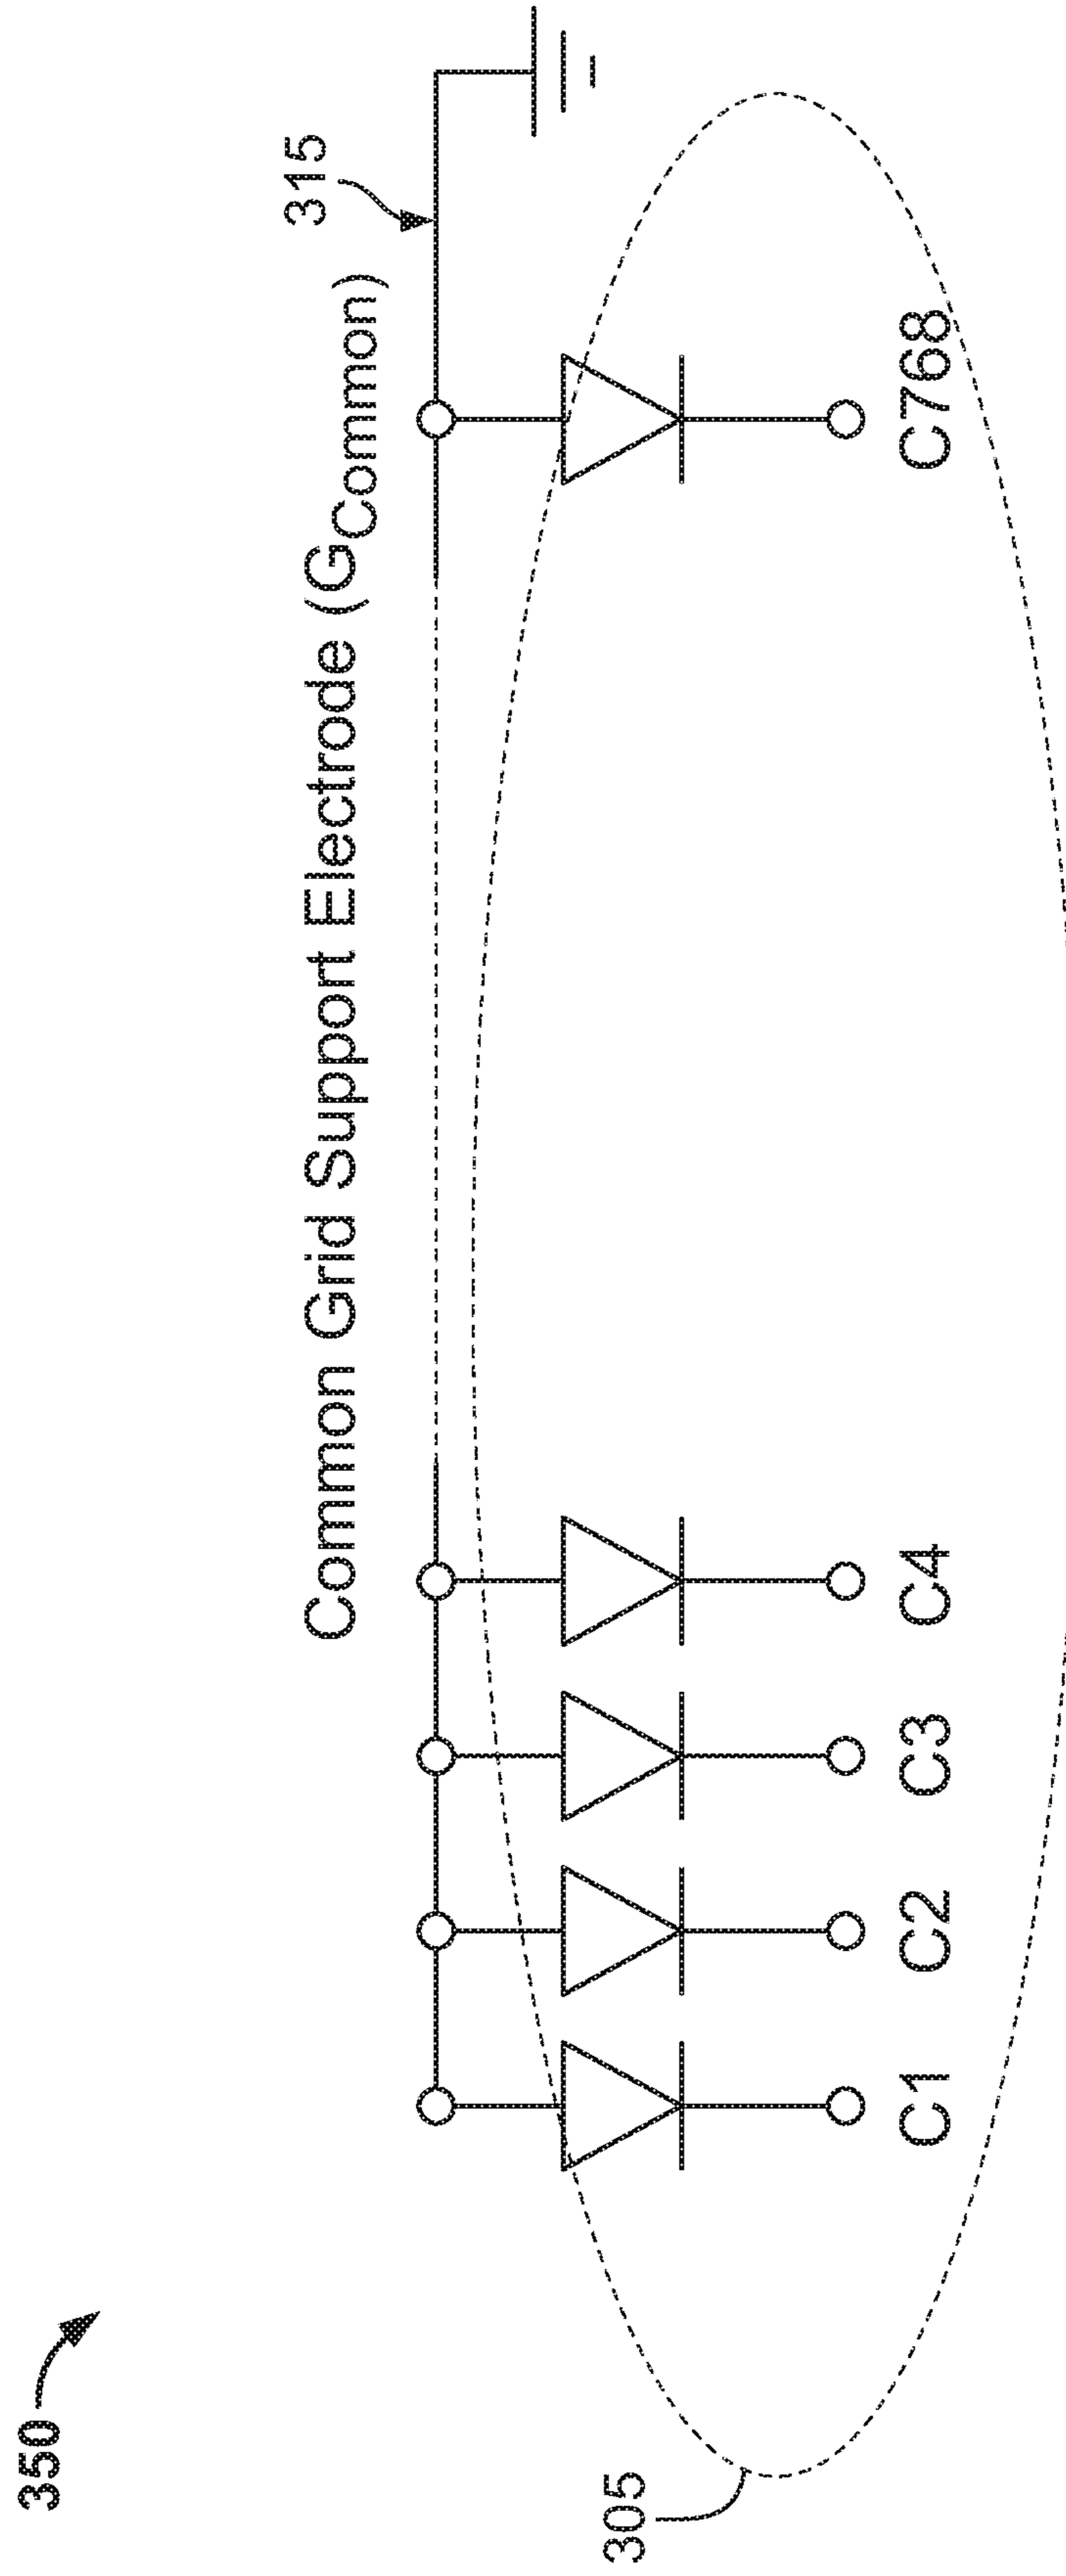 350
Common Grid Support Electrode (GCommon)
315
305
C1
C2
C3
C4
C768